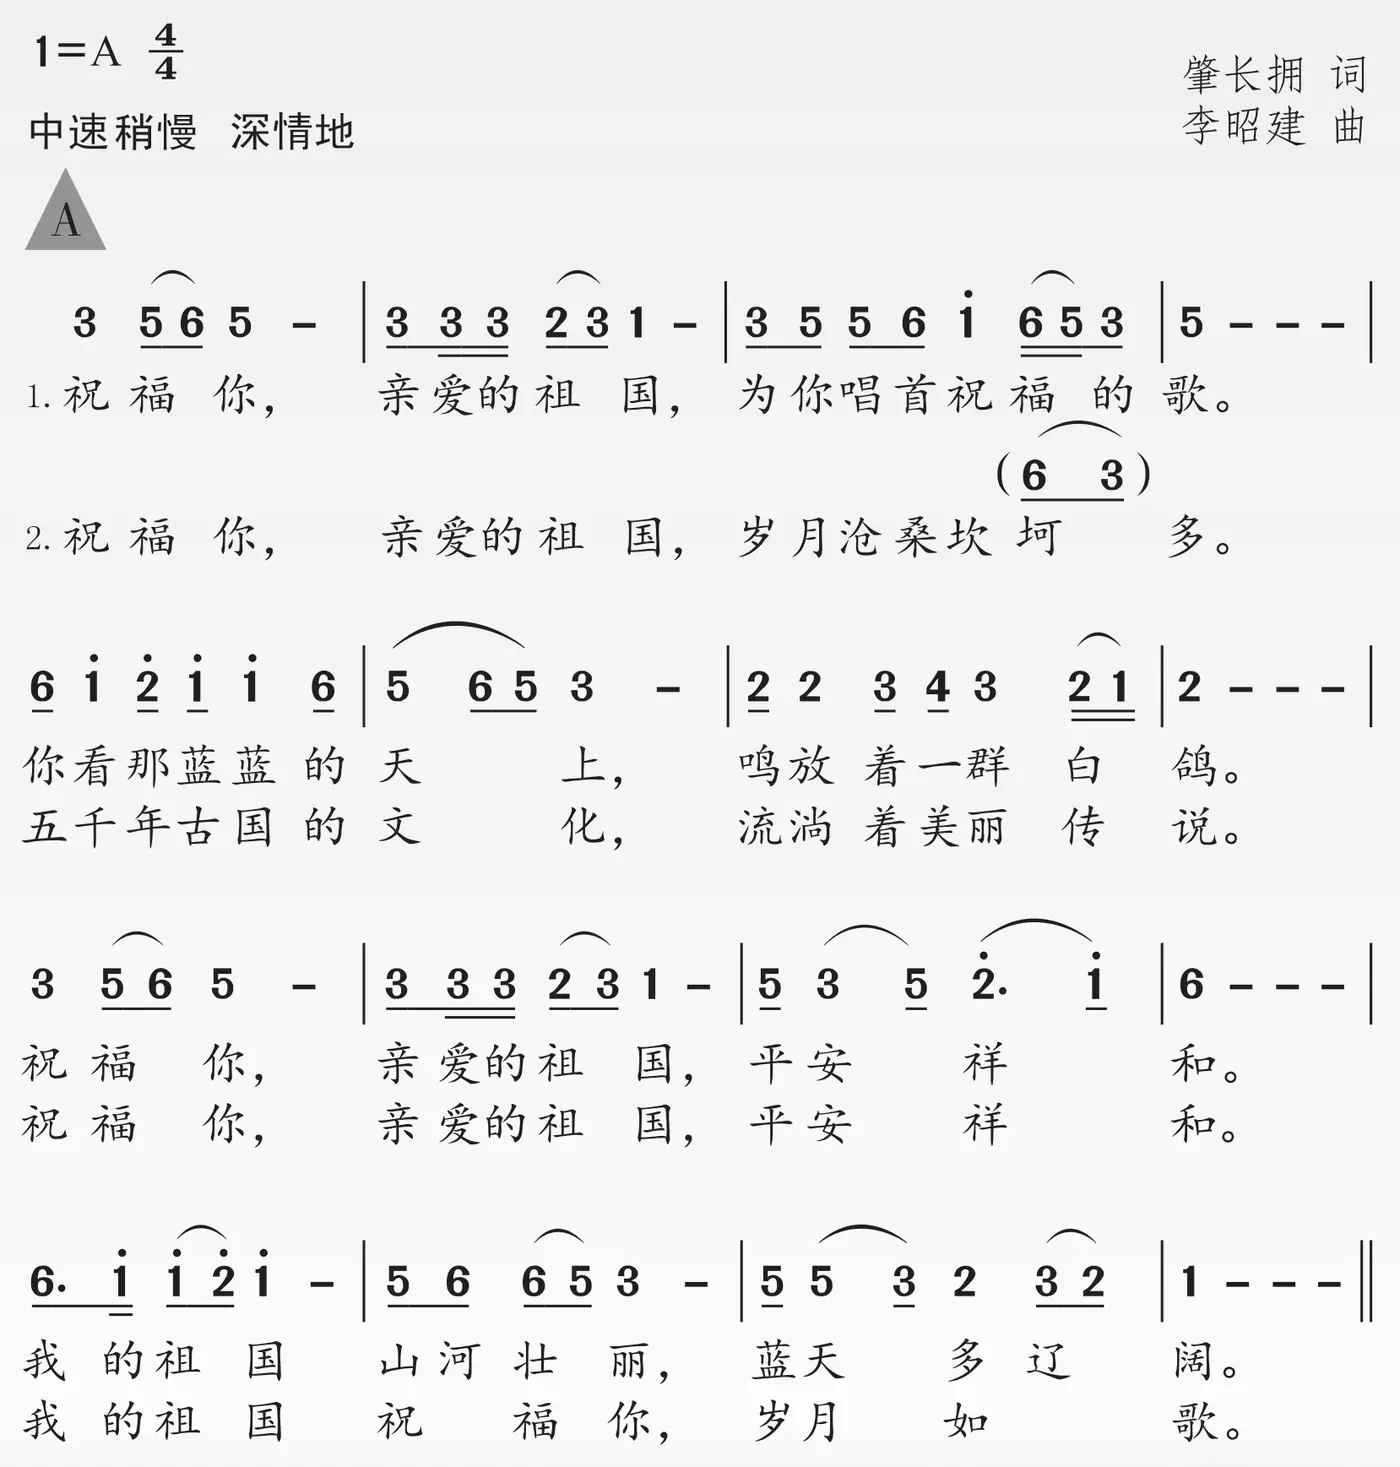 1=A 4/4
肇长拥 词
中速稍慢 深情地
李昭建 曲
A
3 5 6 5 - | 3 3 3 2 3 1 - | 3 5 5 6 i 6 5 3 | 5 - - - |
1. 祝 福 你, 亲 爱 的 祖 国, 为 你 唱 首 祝 福 的 歌。
(6 3)
2. 祝 福 你, 亲 爱 的 祖 国, 岁 月 沧 桑 坎 坷 多。
6 i 2̇ i i 6 | 5 6 5 3 - | 2 2 3 4 3 2 1 | 2 - - - |
你 看 那 蓝 蓝 的 天 上, 鸣 放 着 一 群 白 鸽。
五 千 年 古 国 的 文 化, 流 淌 着 美 丽 传 说。
3 5 6 5 - | 3 3 3 2 3 1 - | 5 3 5 2̇. i | 6 - - - |
祝 福 你, 亲 爱 的 祖 国, 平 安 祥 和。
祝 福 你, 亲 爱 的 祖 国, 平 安 祥 和。
6. i i 2̇ i - | 5 6 6 5 3 - | 5 5 3 2 3 2 | 1 - - - ||
我 的 祖 国 山 河 壮 丽, 蓝 天 多 辽 阔。
我 的 祖 国 祝 福 你, 岁 月 如 歌。